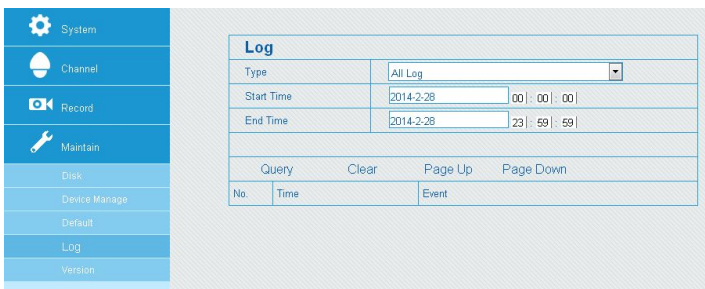 System
Channel
Record
Maintain
Disk
Device Manage
Default
Log
Version
Log
Type All Log
Start Time 2014-2-28 00 : 00 : 00
End Time 2014-2-28 23 : 59 : 59
Query Clear Page Up Page Down
No. Time Event